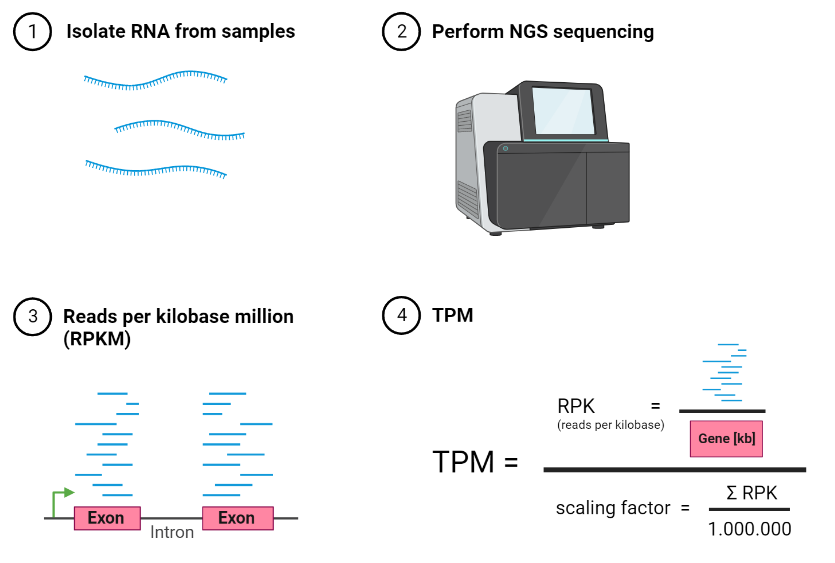 1 Isolate RNA from samples
2 Perform NGS sequencing
3 Reads per kilobase million
(RPKM)
Exon
Exon
Intron
4 TPM
TPM =
RPK =
(reads per kilobase)
Gene [kb]
scaling factor =
Σ RPK
1.000.000